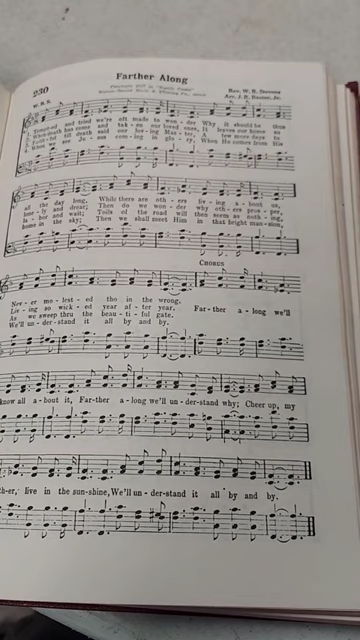 Farther Along
230
Copyright 1937 in "Starlit Crown"
W. B. S.
Rev. W. B. Stevens
Arr. J. R. Baxter, Jr.
1. Tempted and tried we're oft made to won - der Why it should be thus
2. When death has come and tak - en our loved ones, It leaves our home so
3. Faith-ful till death said our lov-ing Mas - ter, A few more days to
4. When we see Je - sus com - ing in glo - ry, When He comes from His
all the day long, While there are oth - ers liv - ing a - bout us,
lone - ly and drear; Then do we won - der why oth - ers pros - per,
la - bor and wait; Toils of the road will then seem as noth - ing,
home in the sky; Then we shall meet Him in that bright man - sion,
CHORUS
Nev - er mo - lest - ed tho in the wrong.
Liv - ing so wick - ed year af - ter year. Far - ther a - long we'll
As we sweep thru the beau - ti - ful gate.
We'll un - der - stand it all by and by.
know all a - bout it, Far-ther a - long we'll un - der-stand why; Cheer up, my
th-er, live in the sun-shine, We'll un - der-stand it all by and by.